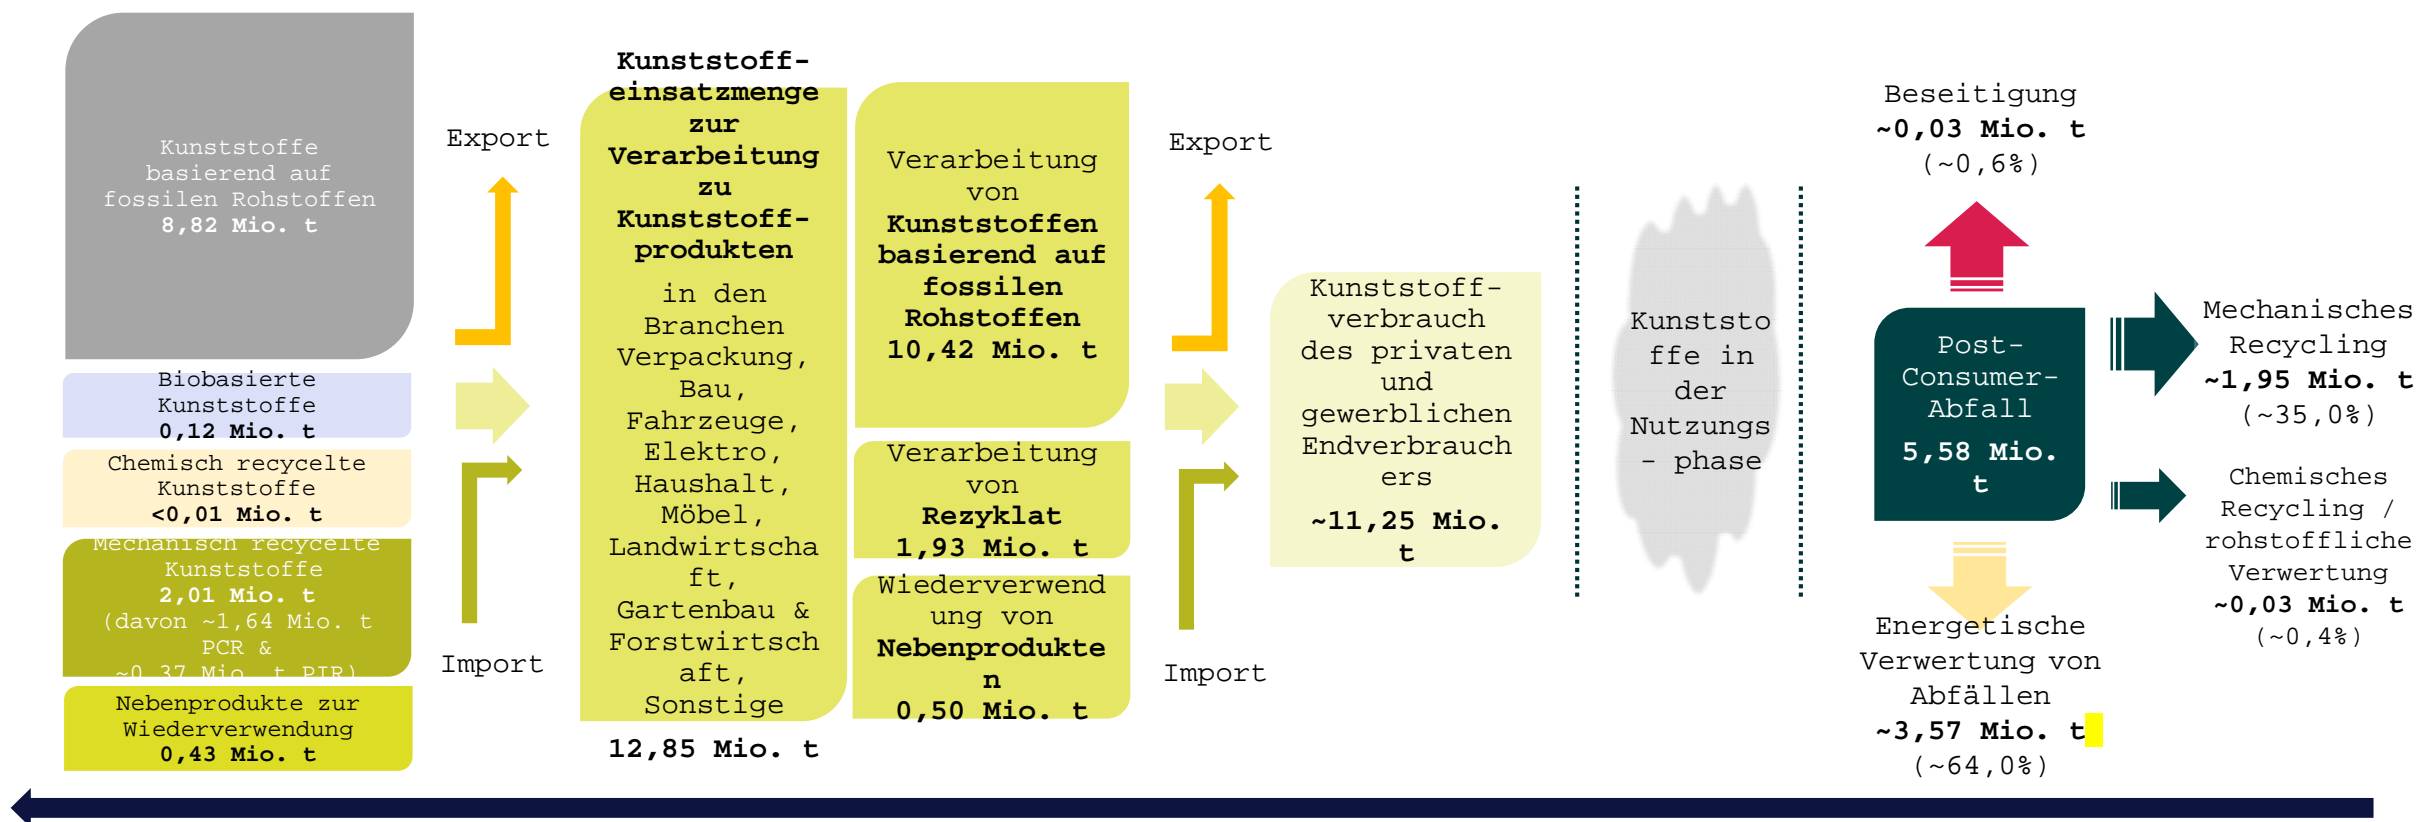 Kunststoffe
basierend auf
fossilen Rohstoffen
8,82 Mio. t
Biobasierte
Kunststoffe
0,12 Mio. t
Chemisch recycelte
Kunststoffe
<0,01 Mio. t
Mechanisch recycelte
Kunststoffe
2,01 Mio. t
(davon ~1,64 Mio. t
PCR &
~0,37 Mio. t PIR)
Nebenprodukte zur
Wiederverwendung
0,43 Mio. t
Export
Import
Kunststoff-
einsatzmenge
zur
Verarbeitung
zu
Kunststoff-
produkten
in den
Branchen
Verpackung,
Bau,
Fahrzeuge,
Elektro,
Haushalt,
Möbel,
Landwirtscha
ft,
Gartenbau &
Forstwirtsch
aft,
Sonstige
12,85 Mio. t
Verarbeitung
von
Kunststoffen
basierend auf
fossilen
Rohstoffen
10,42 Mio. t
Verarbeitung
von
Rezyklat
1,93 Mio. t
Wiederverwend
ung von
Nebenprodukte
n
0,50 Mio. t
Export
Import
Kunststoff-
verbrauch
des privaten
und
gewerblichen
Endverbrauch
ers
~11,25 Mio.
t
Kunststo
ffe in
der
Nutzungs
- phase
Beseitigung
~0,03 Mio. t
(~0,6%)
Post-
Consumer-
Abfall
5,58 Mio.
t
Mechanisches
Recycling
~1,95 Mio. t
(~35,0%)
Chemisches
Recycling /
rohstoffliche
Verwertung
~0,03 Mio. t
(~0,4%)
Energetische
Verwertung von
Abfällen
~3,57 Mio. t
(~64,0%)